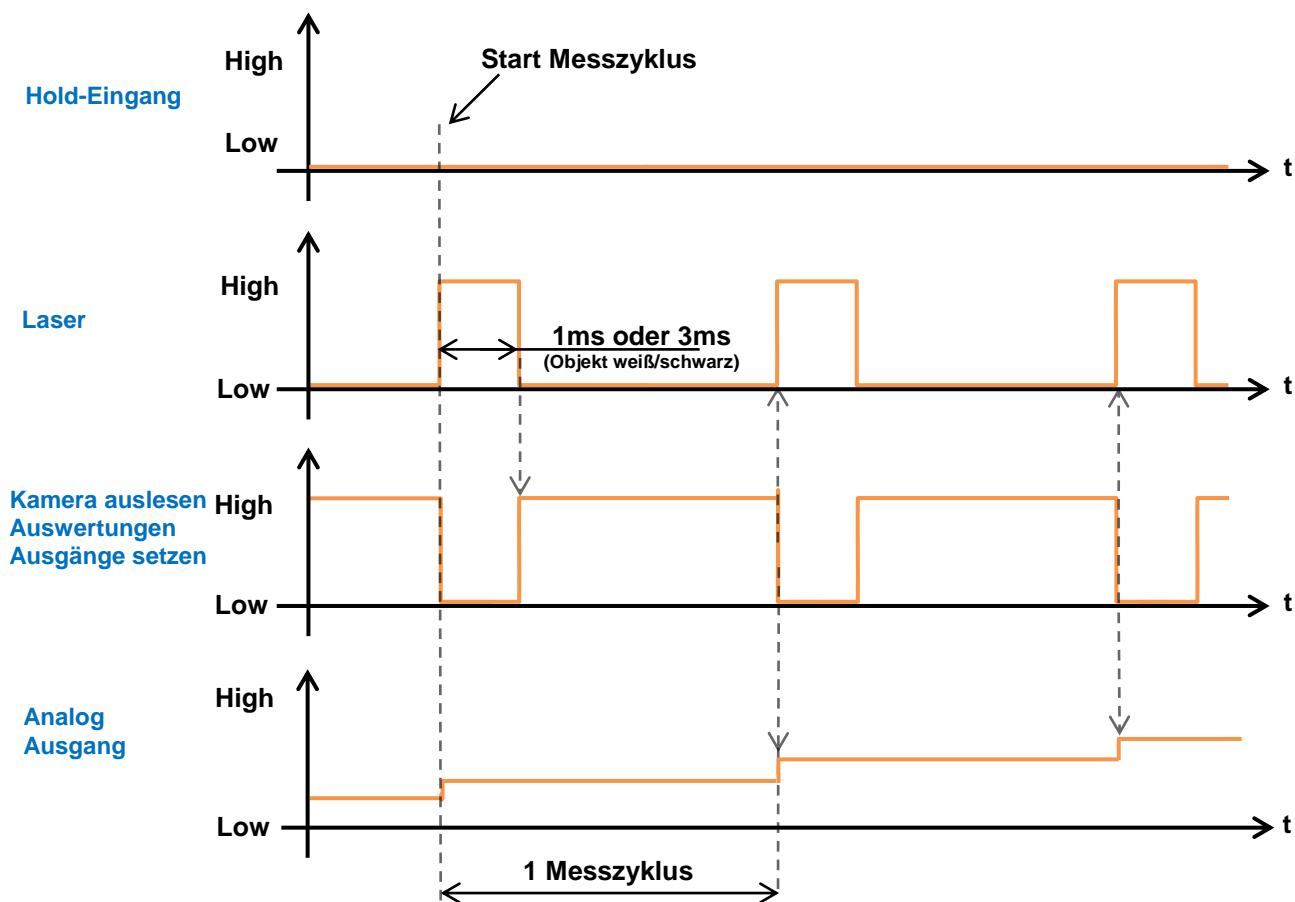 High
Start Messzyklus
Hold-Eingang
Low
t
High
Laser
1ms oder 3ms
(Objekt weiß/schwarz)
Low
t
Kamera auslesen
Auswertungen
Ausgänge setzen
High
Low
t
High
Analog
Ausgang
Low
t
1 Messzyklus